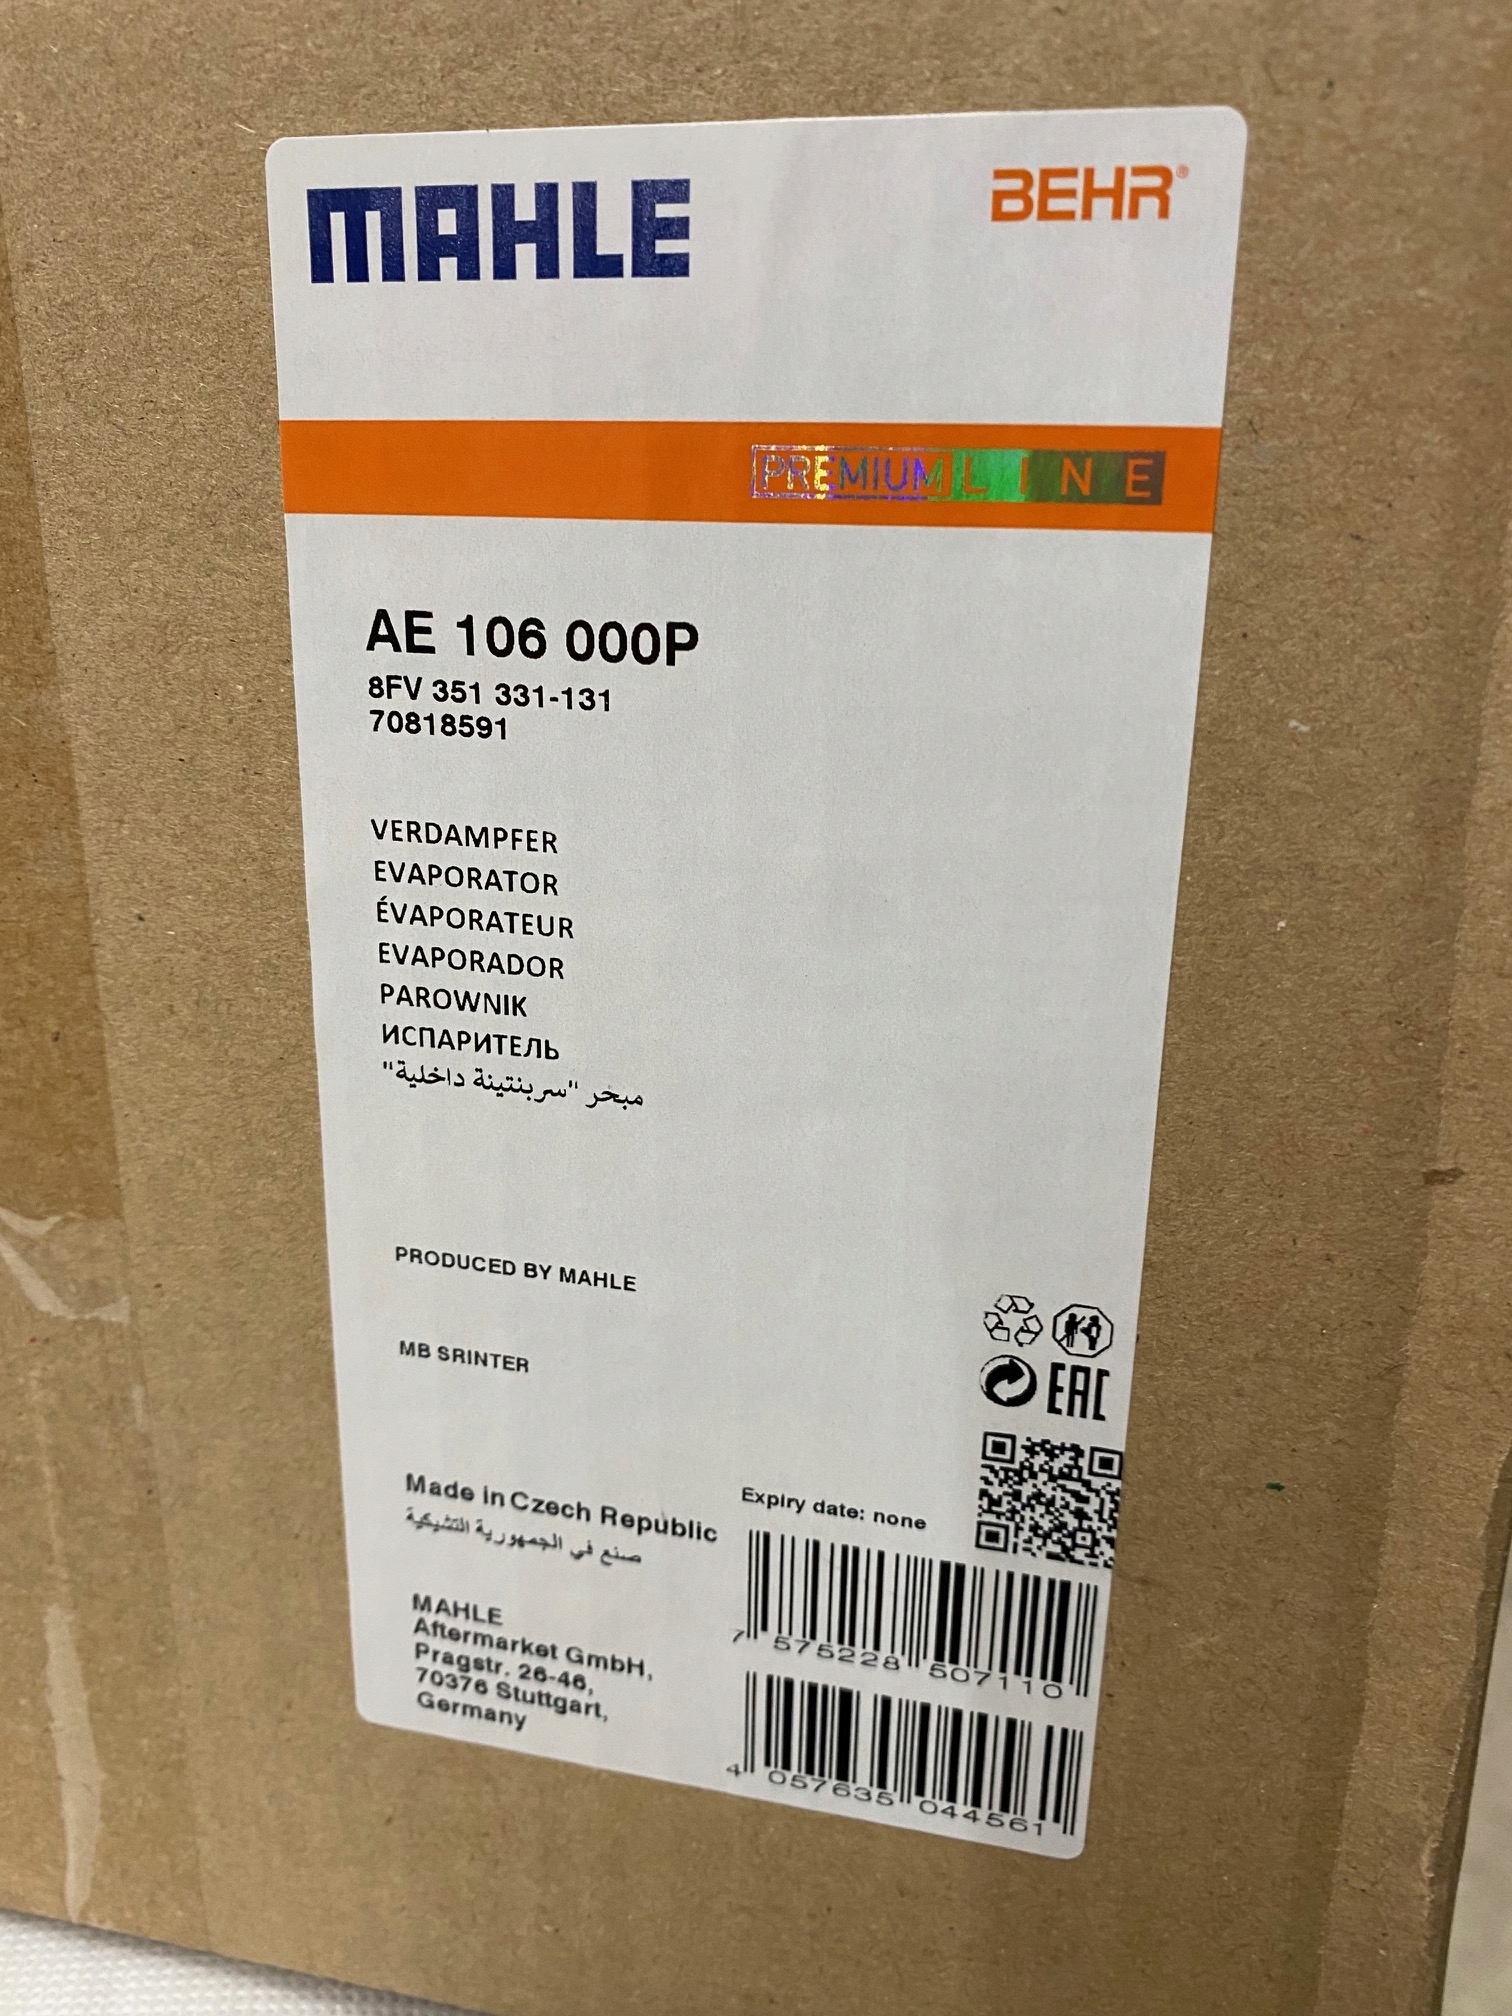 MAHLE
BEHR®
PREMIUM LINE
AE 106 000P
8FV 351 331-131
70818591
VERDAMPFER
EVAPORATOR
ÉVAPORATEUR
EVAPORADOR
PAROWNIK
ИСПАРИТЕЛЬ
مبخر "سربنتينة داخلية"
PRODUCED BY MAHLE
MB SRINTER
EAC
Made in Czech Republic
صنع في الجمهورية التشيكية
Expiry date: none
7 575228 507110
MAHLE
Aftermarket GmbH,
Pragstr. 26-46,
70376 Stuttgart,
Germany
4 057635 044561